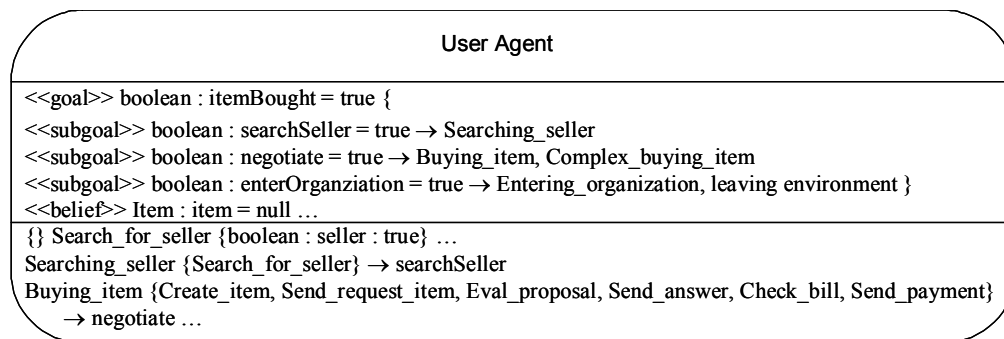 User Agent
<<goal>> boolean : itemBought = true {
<<subgoal>> boolean : searchSeller = true → Searching_seller
<<subgoal>> boolean : negotiate = true → Buying_item, Complex_buying_item
<<subgoal>> boolean : enterOrganziation = true → Entering_organization, leaving environment }
<<belief>> Item : item = null …
{} Search_for_seller {boolean : seller : true} …
Searching_seller {Search_for_seller} → searchSeller
Buying_item {Create_item, Send_request_item, Eval_proposal, Send_answer, Check_bill, Send_payment}
→ negotiate …